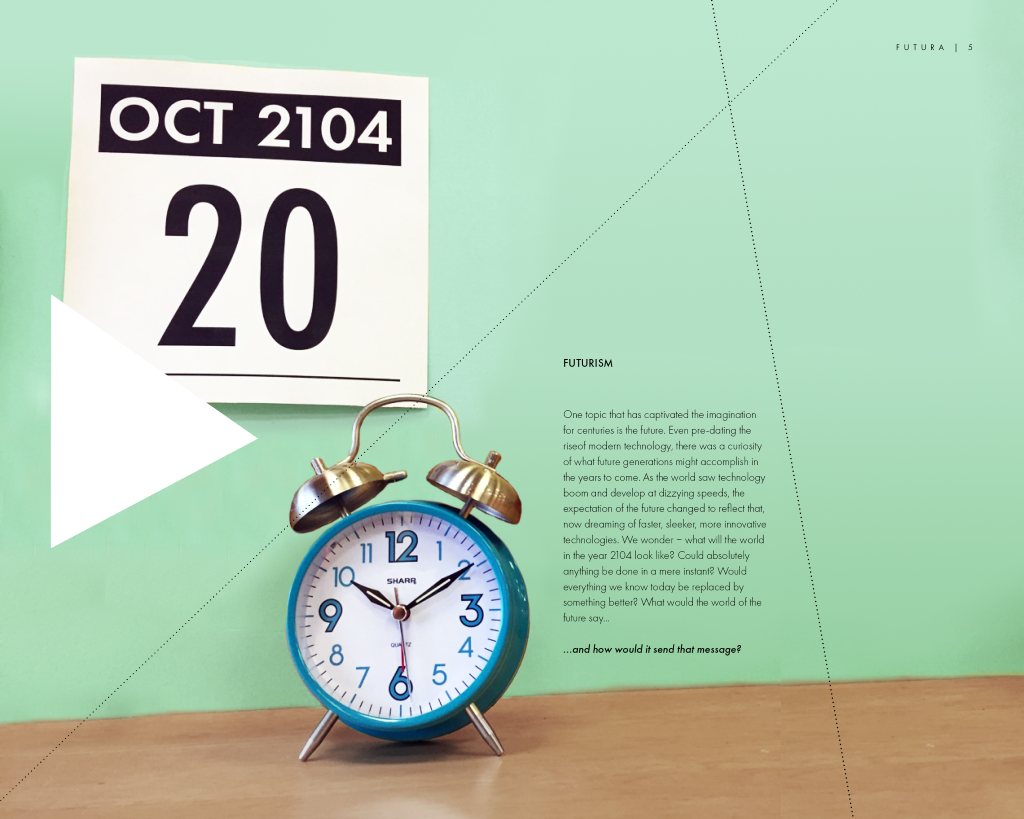 FUTURA | 5
OCT 2104
20
12
1
2
3
4
5
6
7
8
9
10
11
SHARP
QUARTZ
FUTURISM
One topic that has captivated the imagination
for centuries is the future. Even pre-dating the
riseof modern technology, there was a curiosity
of what future generations might accomplish in
the years to come. As the world saw technology
boom and develop at dizzying speeds, the
expectation of the future changed to reflect that,
now dreaming of faster, sleeker, more innovative
technologies. We wonder – what will the world
in the year 2104 look like? Could absolutely
anything be done in a mere instant? Would
everything we know today be replaced by
something better? What would the world of the
future say...
...and how would it send that message?